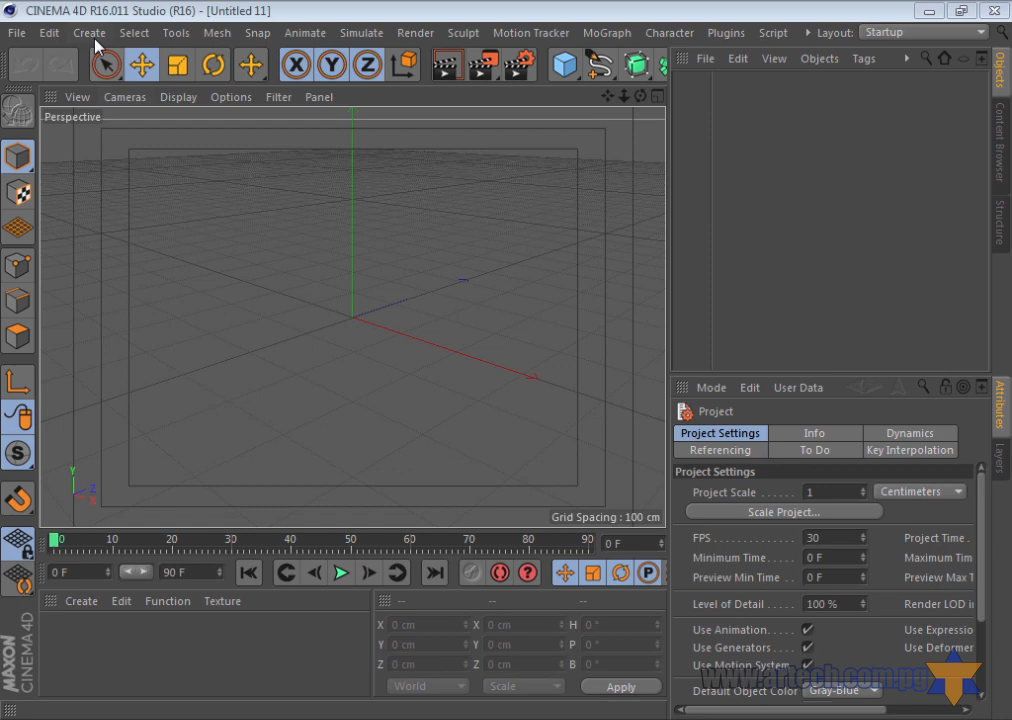 CINEMA 4D R16.011 Studio (R16) - [Untitled 11]
File Edit Create Select Tools Mesh Snap Animate Simulate Render Sculpt Motion Tracker MoGraph Character Plugins Script Layout: Startup
X Y Z
File Edit View Objects Tags
View Cameras Display Options Filter Panel
Perspective
Objects
Content Browser
Structure
Y
Z
X
Grid Spacing : 100 cm
S
0 10 20 30 40 50 60 70 80 90 0 F
0 F 90 F P
Create Edit Function Texture
-- -- --
X 0 cm X 0 cm H 0 °
Y 0 cm Y 0 cm P 0 °
Z 0 cm Z 0 cm B 0 °
World Scale Apply
MAXON
CINEMA 4D
Mode Edit User Data
Project
Project Settings Info Dynamics
Referencing To Do Key Interpolation
Project Settings
Project Scale ...... 1 Centimeters
Scale Project...
FPS ............... 30 Project Time .
Minimum Time... 0 F Maximum Tim
Preview Min Time . 0 F Preview Max T
Level of Detail ..... 100 % Render LOD in
Use Animation..... Use Expressio
Use Generators.... Use Deformer
Use Motion System
Default Object Color Gray-Blue
Attributes
Layers
www.artech.com.pg